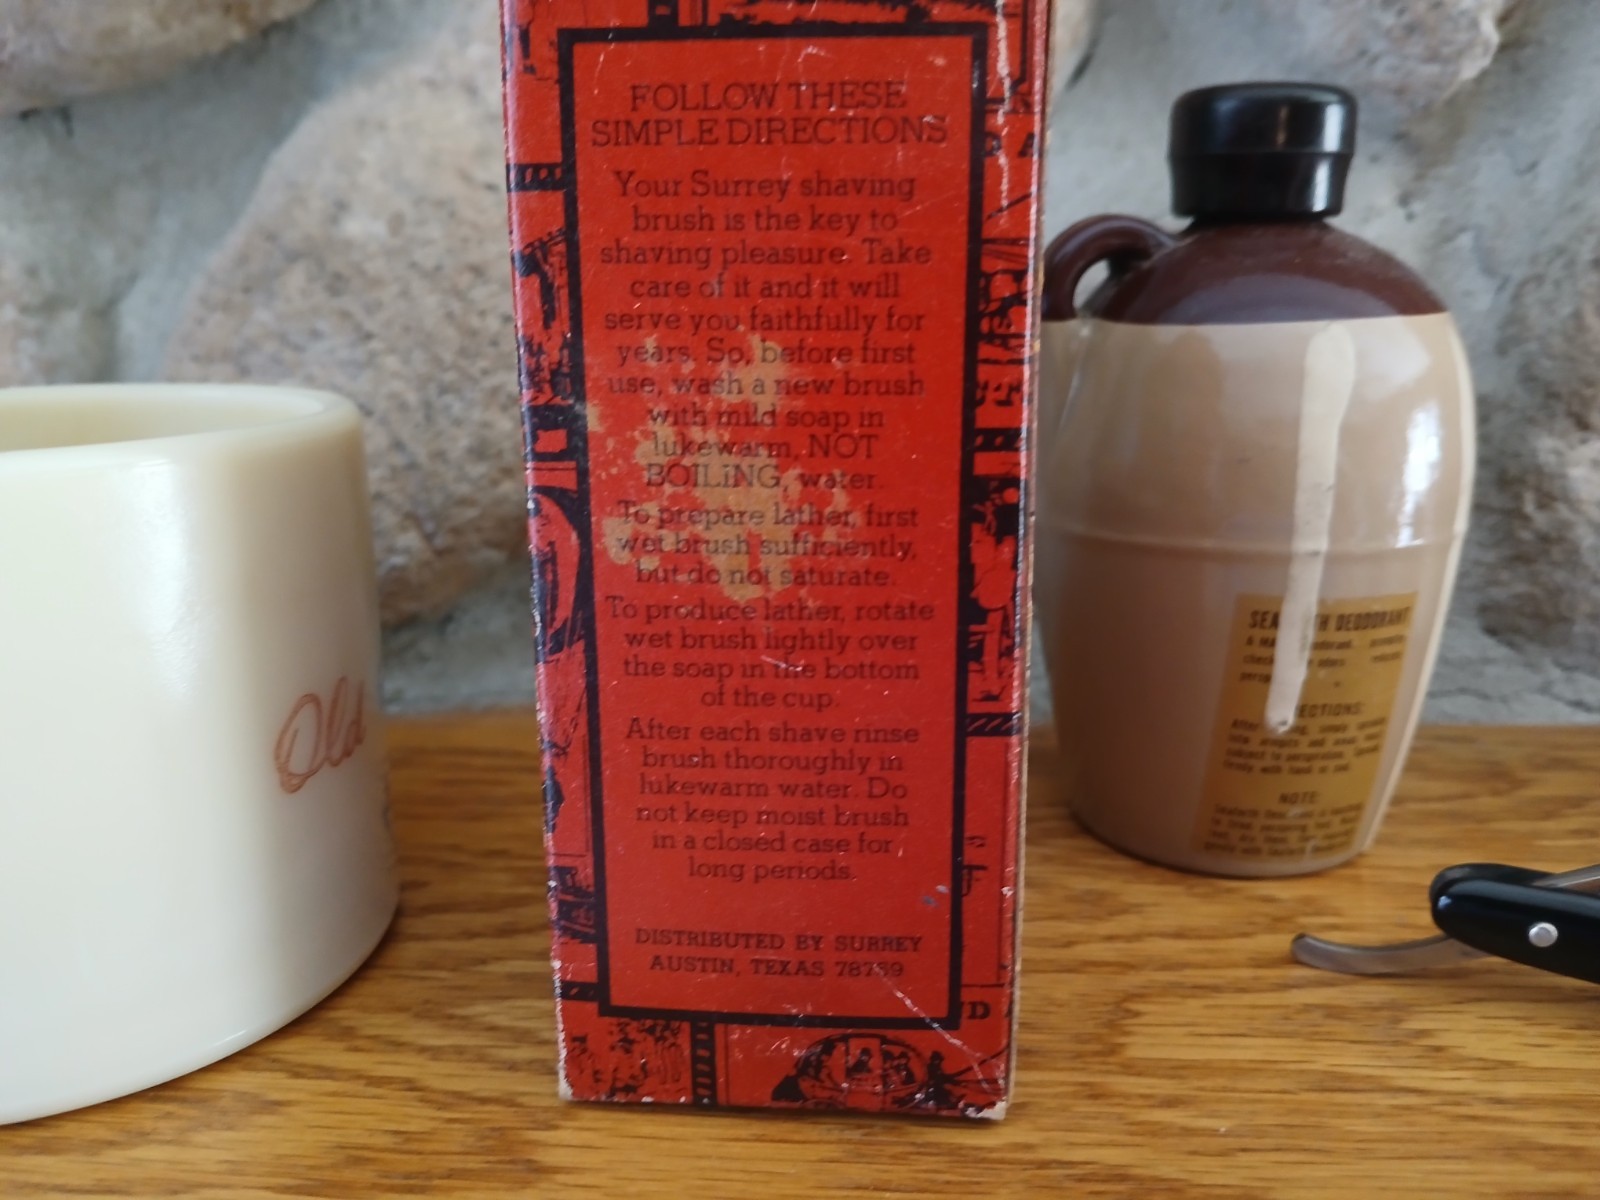 FOLLOW THESE
SIMPLE DIRECTIONS
Your Surrey shaving
brush is the key to
shaving pleasure. Take
care of it and it will
serve you faithfully for
years. So, before first
use, wash a new brush
with mild soap in
lukewarm, NOT
BOILING, water.
To prepare lather, first
wet brush sufficiently,
but do not saturate.
To produce lather, rotate
wet brush lightly over
the soap in the bottom
of the cup.
After each shave rinse
brush thoroughly in
lukewarm water. Do
not keep moist brush
in a closed case for
long periods.
DISTRIBUTED BY SURREY
AUSTIN, TEXAS 78759
Old
DEODORANT
NOTE: